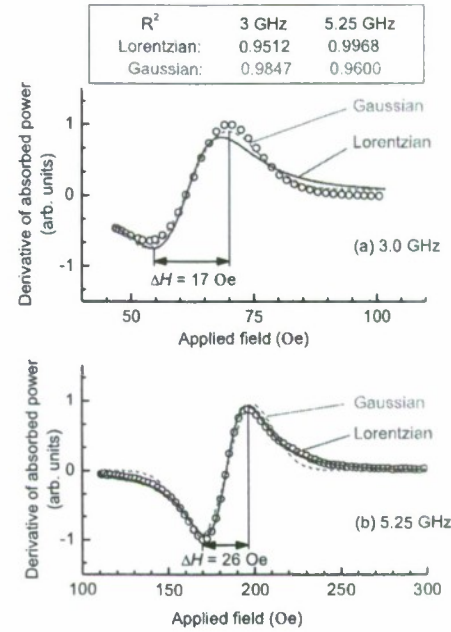 R² 3 GHz 5.25 GHz
Lorentzian: 0.9512 0.9968
Gaussian: 0.9847 0.9600
Derivative of absorbed power
(arb. units)
1
0
-1
Gaussian
Lorentzian
(a) 3.0 GHz
ΔH = 17 Oe
50 75 100
Applied field (Oe)
Derivative of absorbed power
(arb. units)
1
0
-1
Gaussian
Lorentzian
(b) 5.25 GHz
ΔH = 26 Oe
100 150 200 250 300
Applied field (Oe)